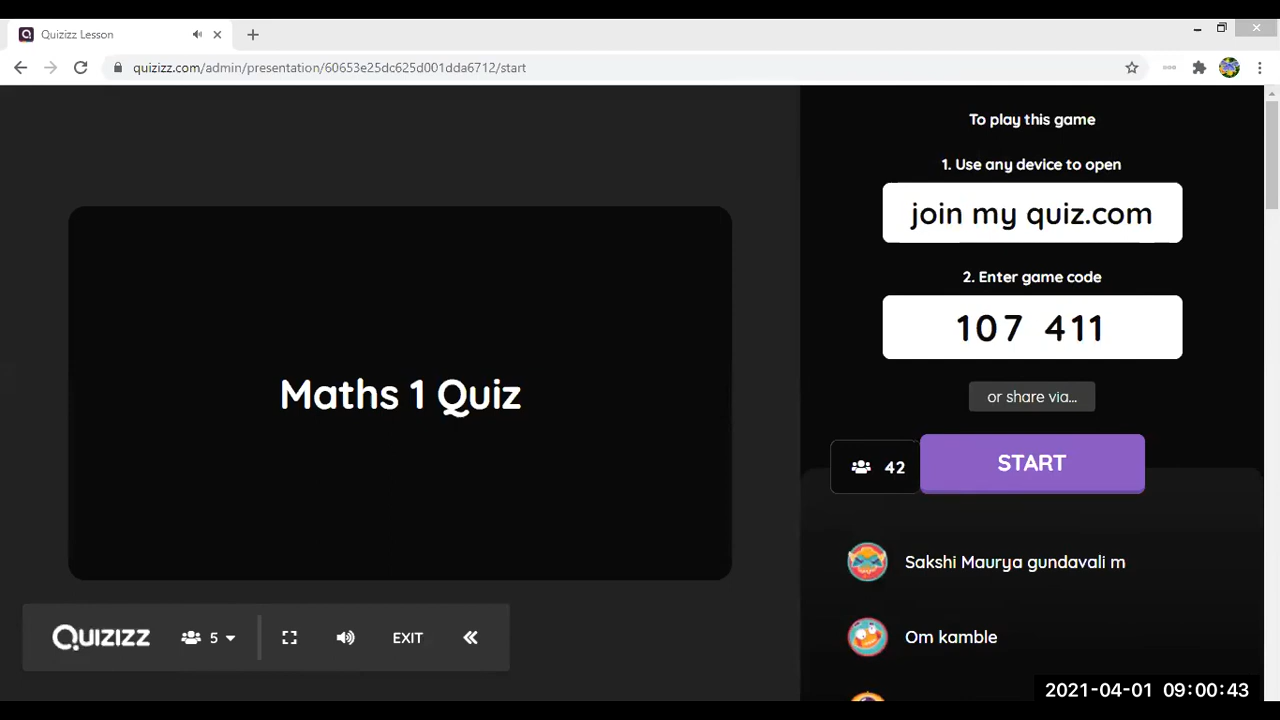 Quizizz Lesson
quizizz.com/admin/presentation/60653e25dc625d001dda6712/start
To play this game
1. Use any device to open
join my quiz.com
2. Enter game code
107 411
or share via...
Maths 1 Quiz
42
START
Sakshi Maurya gundavali m
Quizizz
5
EXIT
Om kamble
2021-04-01 09:00:43